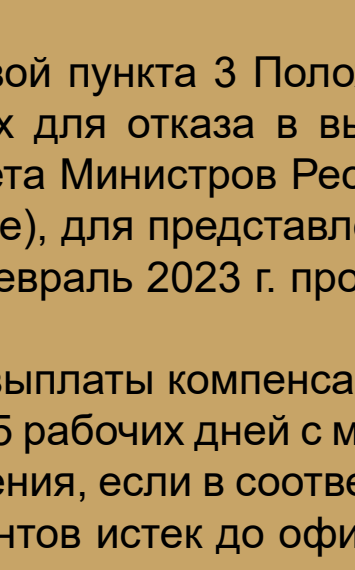 вой пункта 3 Поло
х для отказа в вы
ета Министров Рес
е), для представл
евраль 2023 г. про
выплаты компенса
5 рабочих дней с м
ения, если в соотве
нтов истек до офи